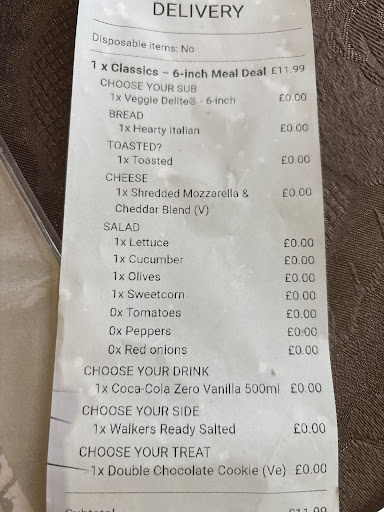 DELIVERY
Disposable items: No
1 x Classics – 6-inch Meal Deal £11.99
CHOOSE YOUR SUB
1x Veggie Delite® - 6-inch £0.00
BREAD
1x Hearty Italian £0.00
TOASTED?
1x Toasted £0.00
CHEESE
1x Shredded Mozzarella & £0.00
Cheddar Blend (V)
SALAD
1x Lettuce £0.00
1x Cucumber £0.00
1x Olives £0.00
1x Sweetcorn £0.00
0x Tomatoes £0.00
0x Peppers £0.00
0x Red onions £0.00
CHOOSE YOUR DRINK
1x Coca-Cola Zero Vanilla 500ml £0.00
CHOOSE YOUR SIDE
1x Walkers Ready Salted £0.00
CHOOSE YOUR TREAT
1x Double Chocolate Cookie (Ve) £0.00
Subtotal £11.99